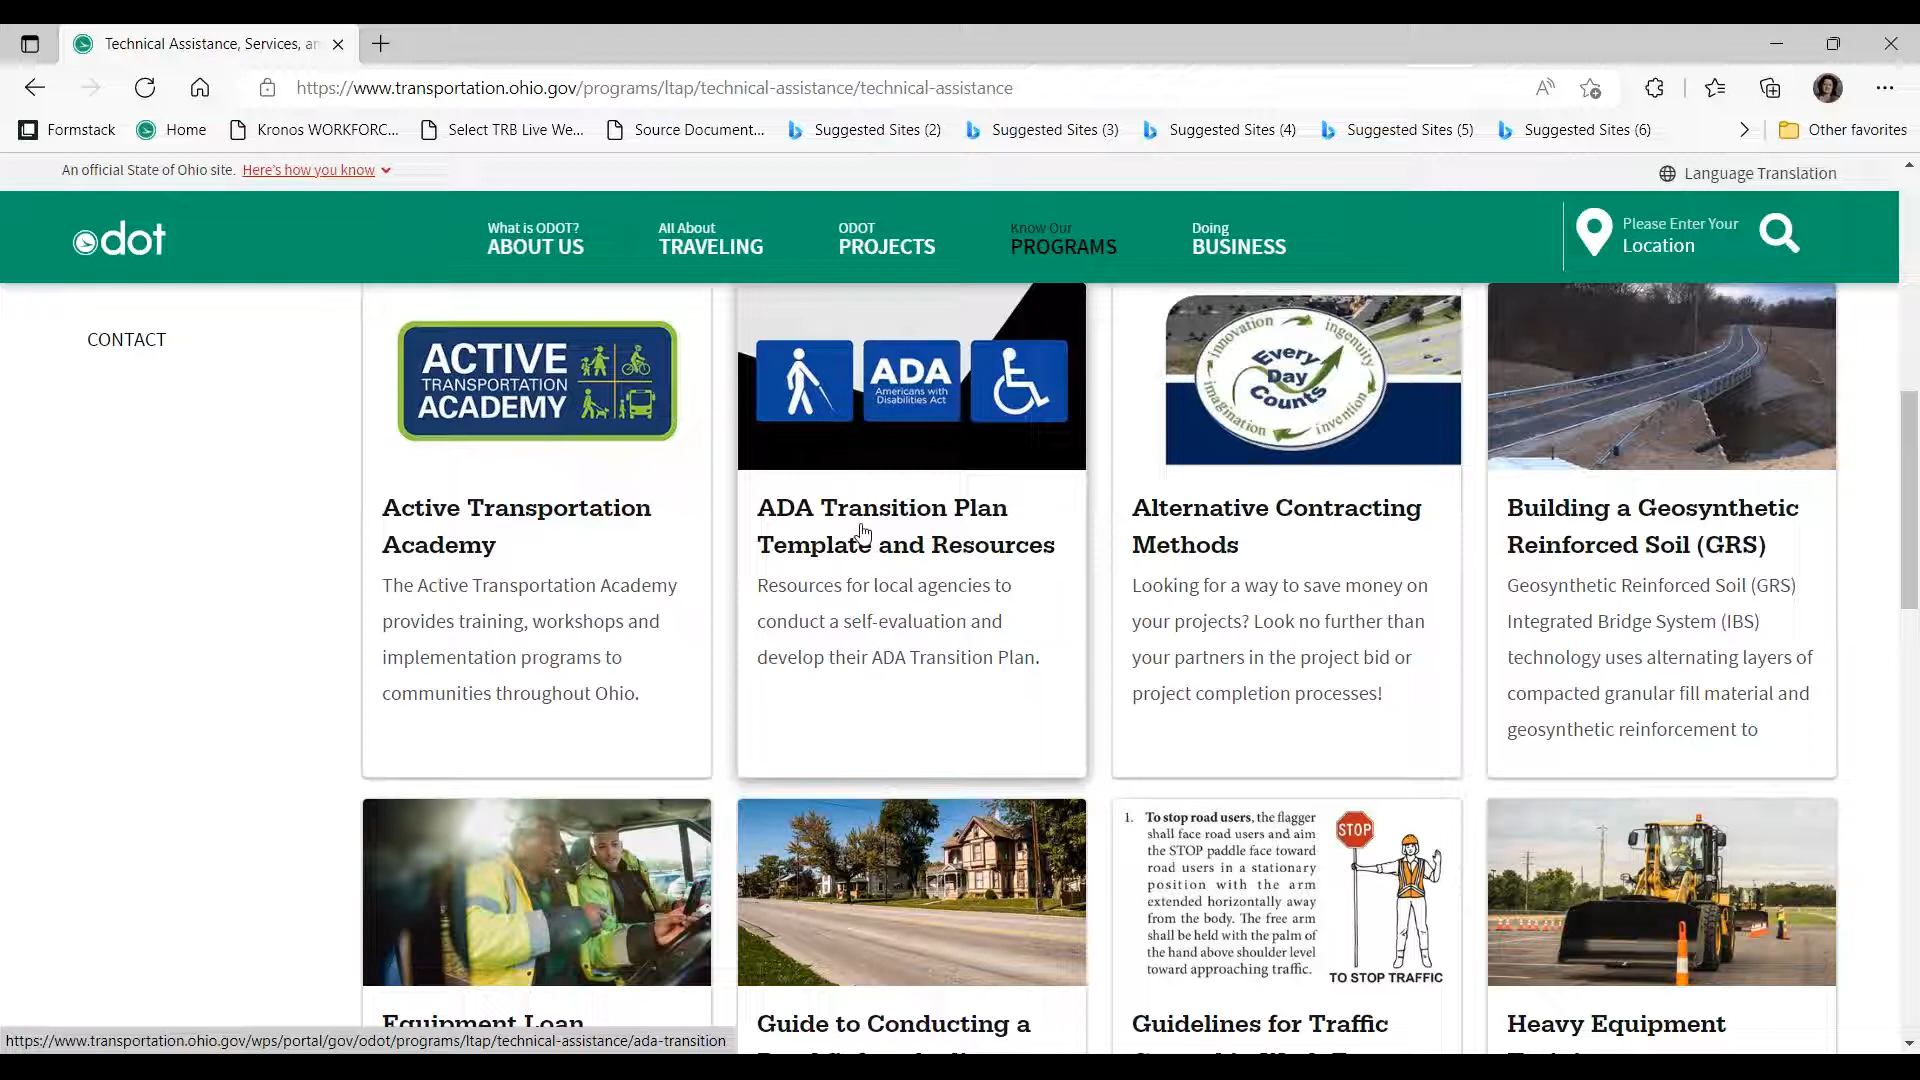 Technical Assistance, Services, an
https://www.transportation.ohio.gov/programs/ltap/technical-assistance/technical-assistance
Formstack
Home
Kronos WORKFORC...
Select TRB Live We...
Source Document...
Suggested Sites (2)
Suggested Sites (3)
Suggested Sites (4)
Suggested Sites (5)
Suggested Sites (6)
Other favorites
An official State of Ohio site. Here's how you know
Language Translation
odot
What is ODOT?
ABOUT US
All About
TRAVELING
ODOT
PROJECTS
Know Our
PROGRAMS
Doing
BUSINESS
Please Enter Your
Location
CONTACT
ACTIVE
TRANSPORTATION
ACADEMY
Active Transportation
Academy
The Active Transportation Academy
provides training, workshops and
implementation programs to
communities throughout Ohio.
ADA
Americans with
Disabilities Act
ADA Transition Plan
Template and Resources
Resources for local agencies to
conduct a self-evaluation and
develop their ADA Transition Plan.
innovation
ingenuity
Every
Day
Counts
imagination
invention
Alternative Contracting
Methods
Looking for a way to save money on
your projects? Look no further than
your partners in the project bid or
project completion processes!
Building a Geosynthetic
Reinforced Soil (GRS)
Geosynthetic Reinforced Soil (GRS)
Integrated Bridge System (IBS)
technology uses alternating layers of
compacted granular fill material and
geosynthetic reinforcement to
Equipment Loan
Guide to Conducting a
1. To stop road users, the flagger
shall face road users and aim
the STOP paddle face toward
road users in a stationary
position with the arm
extended horizontally away
from the body. The free arm
shall be held with the palm of
the hand above shoulder level
toward approaching traffic.
STOP
TO STOP TRAFFIC
Guidelines for Traffic
Heavy Equipment
https://www.transportation.ohio.gov/wps/portal/gov/odot/programs/ltap/technical-assistance/ada-transition